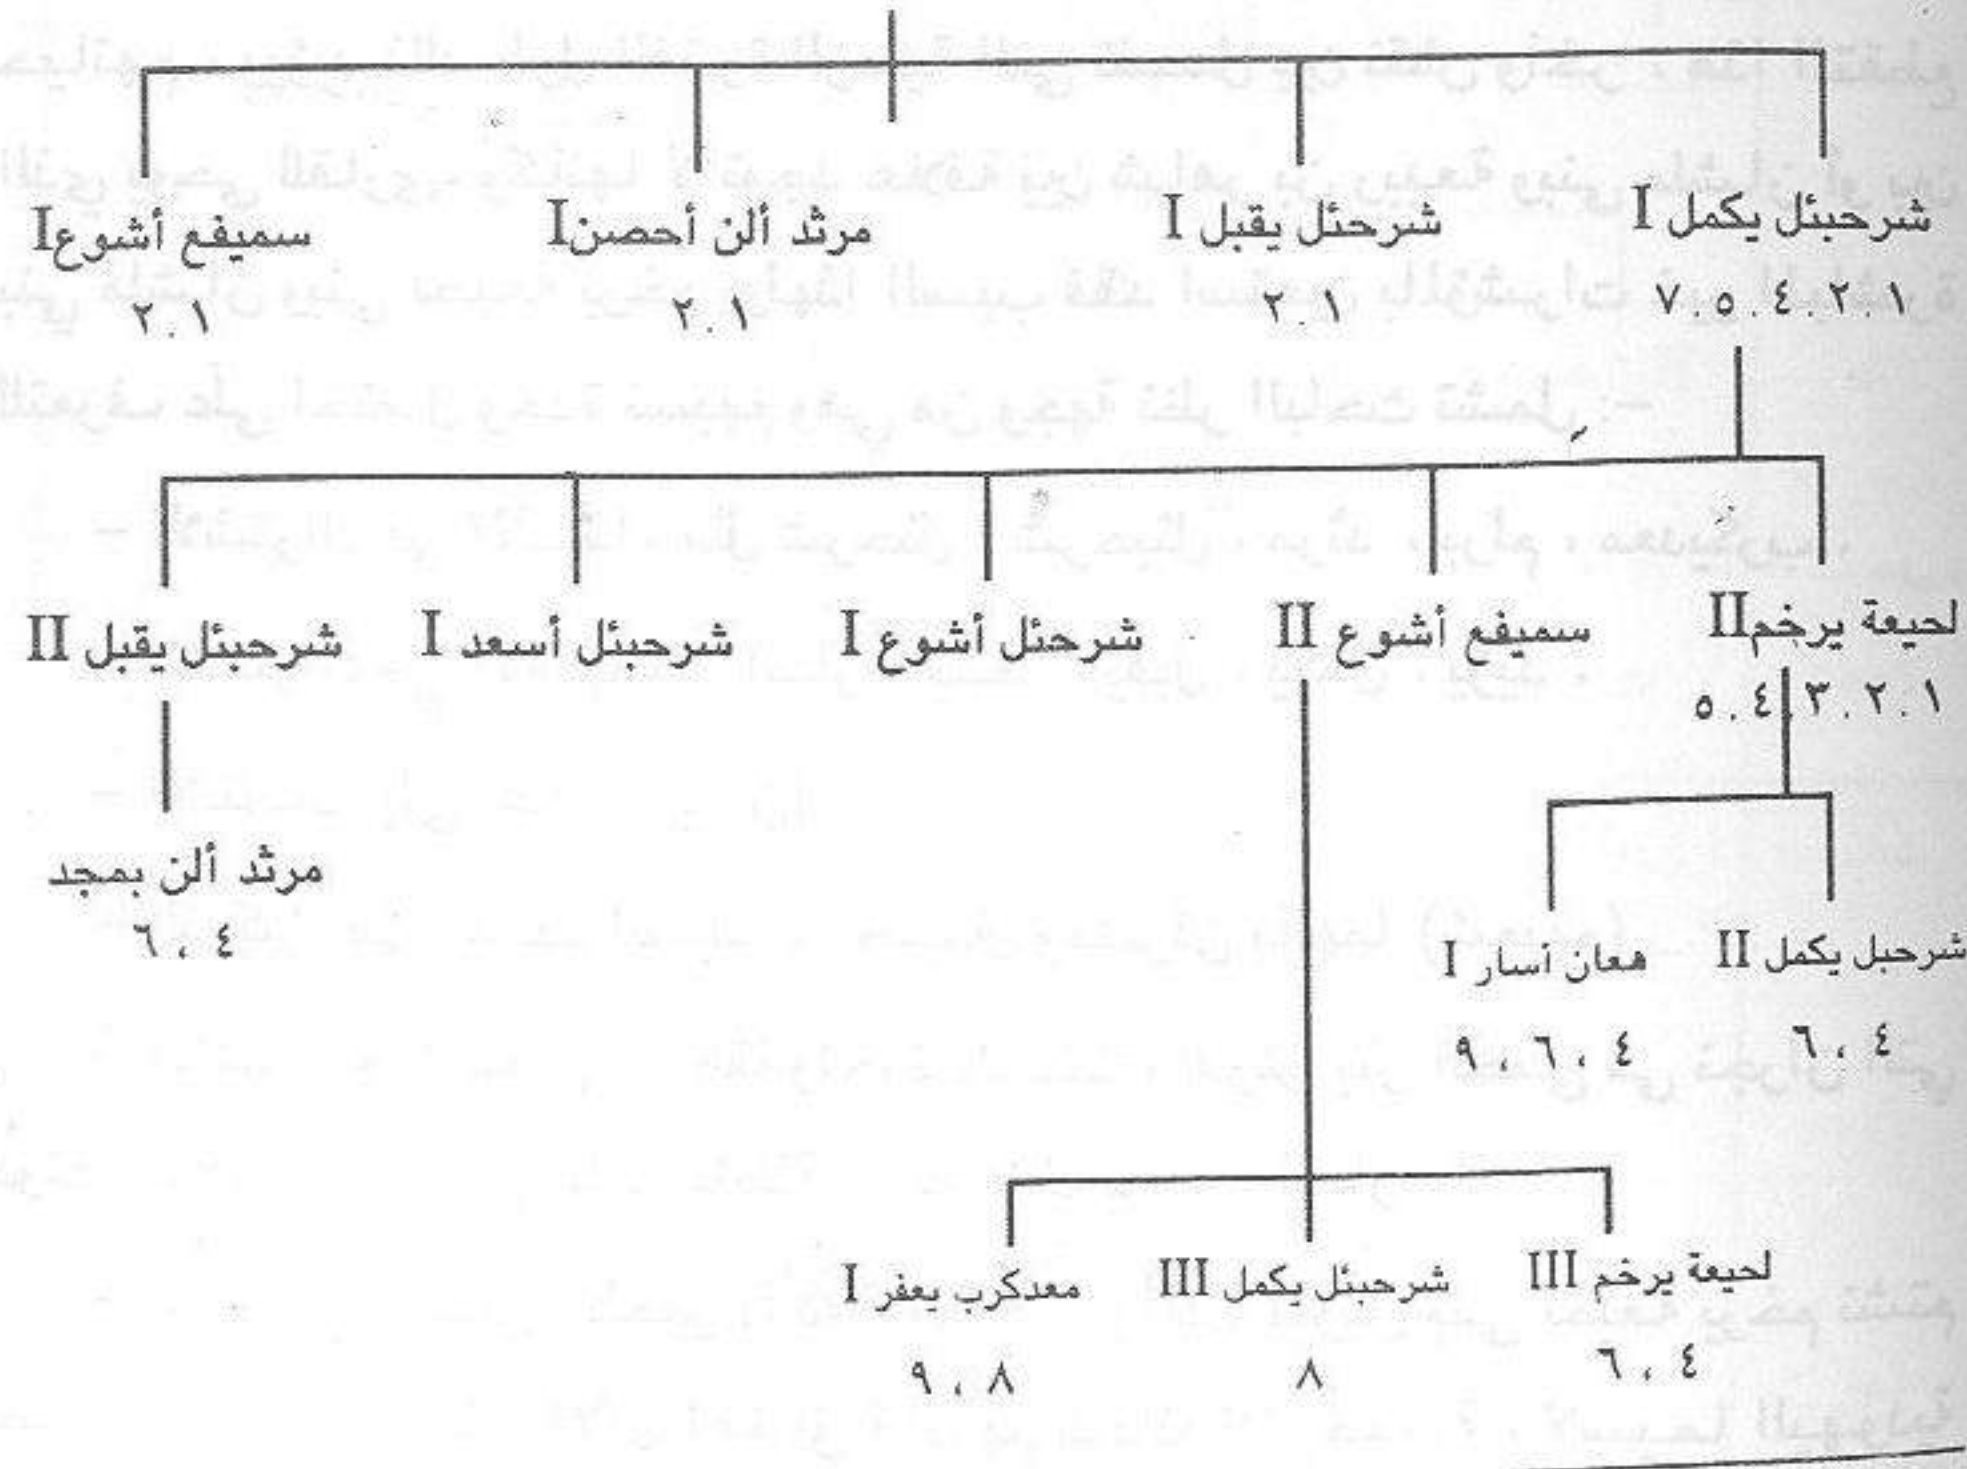 شرحبئل يكمل I شرحئل يقبل I مرثد ألن أحصن I سميفع أشوع I
١.٢.٤.٥.٧ ١.٢ ١.٢ ١.٢
لحيعة يرخم II سميفع أشوع II شرحئل أشوع I شرحبئل أسعد I شرحبئل يقبل II
١.٢.٣.٤.٥
مرثد ألن بمجد
٤ ، ٦
شرحبل يكمل II هعان أسار I
٤ ، ٦ ٤ ، ٦ ، ٩
لحيعة يرخم III شرحبئل يكمل III معدكرب يعفر I
٤ ، ٦ ٨ ٨ ، ٩